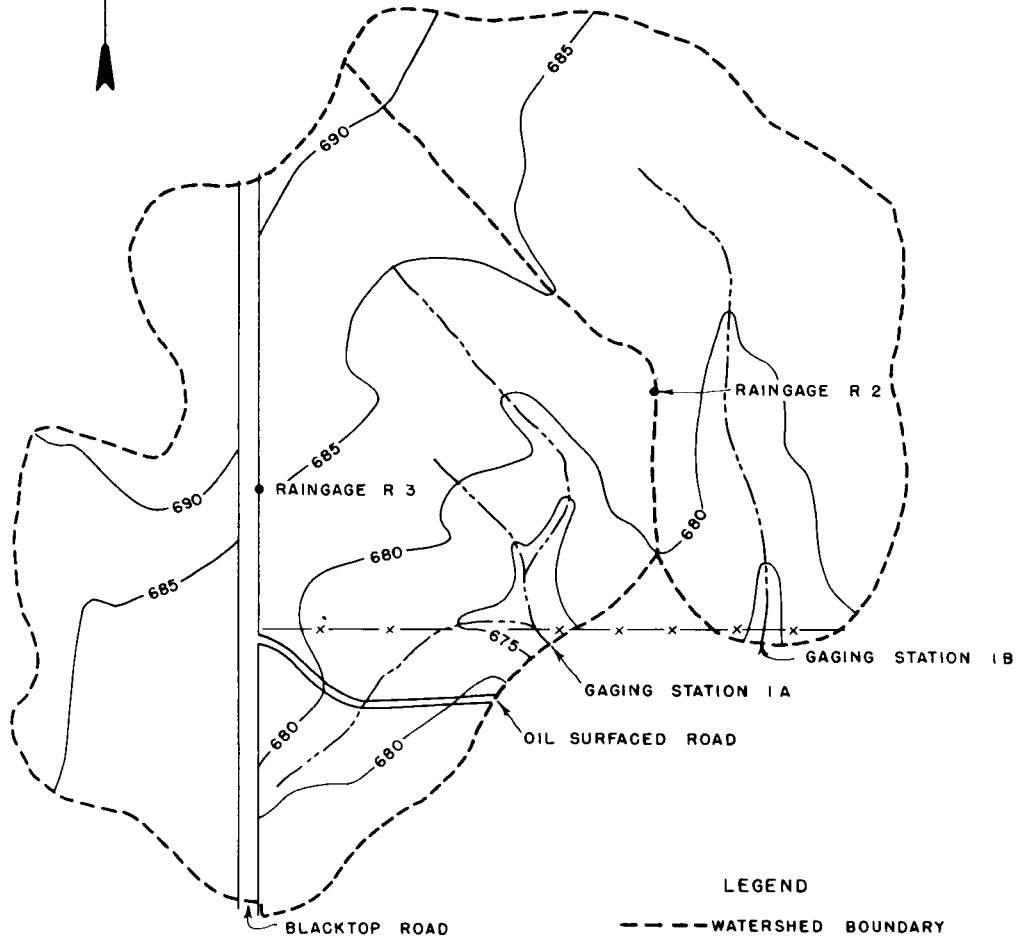 685
690
RAINGAGE R 2
685
RAINGAGE R 3
690
680
680
685
675
GAGING STATION 1B
GAGING STATION 1A
680
OIL SURFACED ROAD
680
LEGEND
BLACKTOP ROAD
WATERSHED BOUNDARY